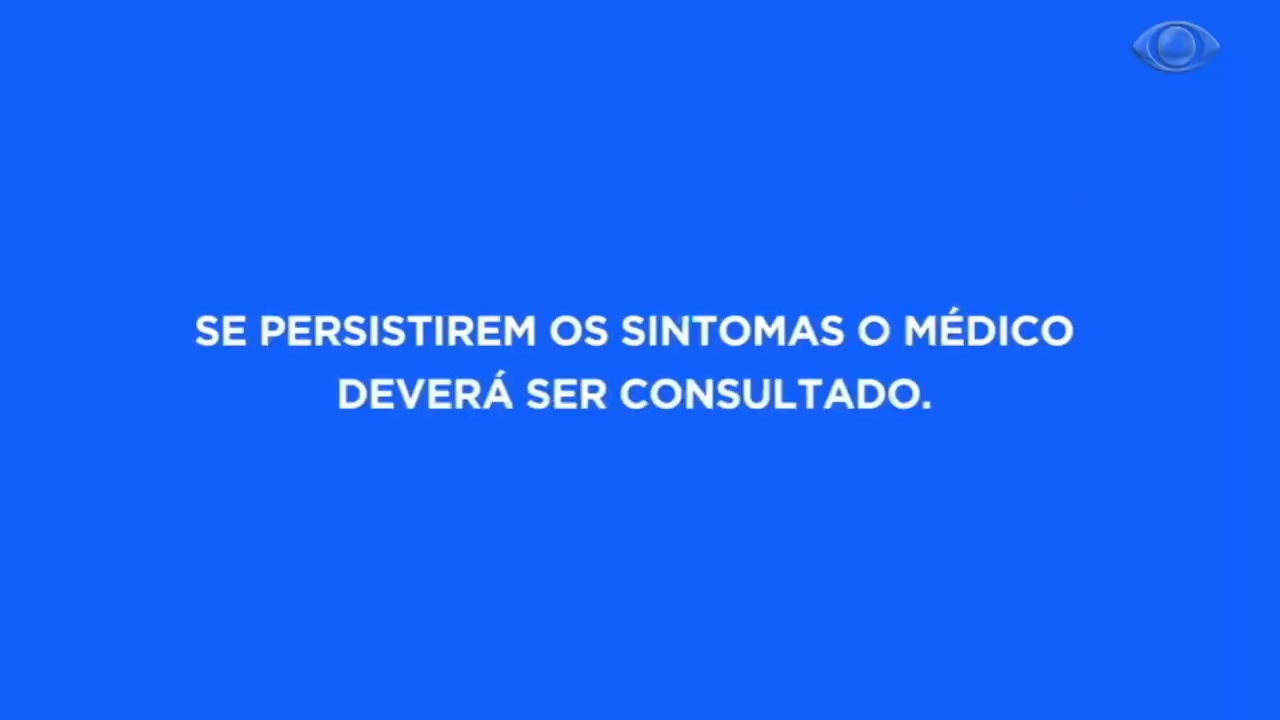 SE PERSISTIREM OS SINTOMAS O MÉDICO
DEVERÁ SER CONSULTADO.